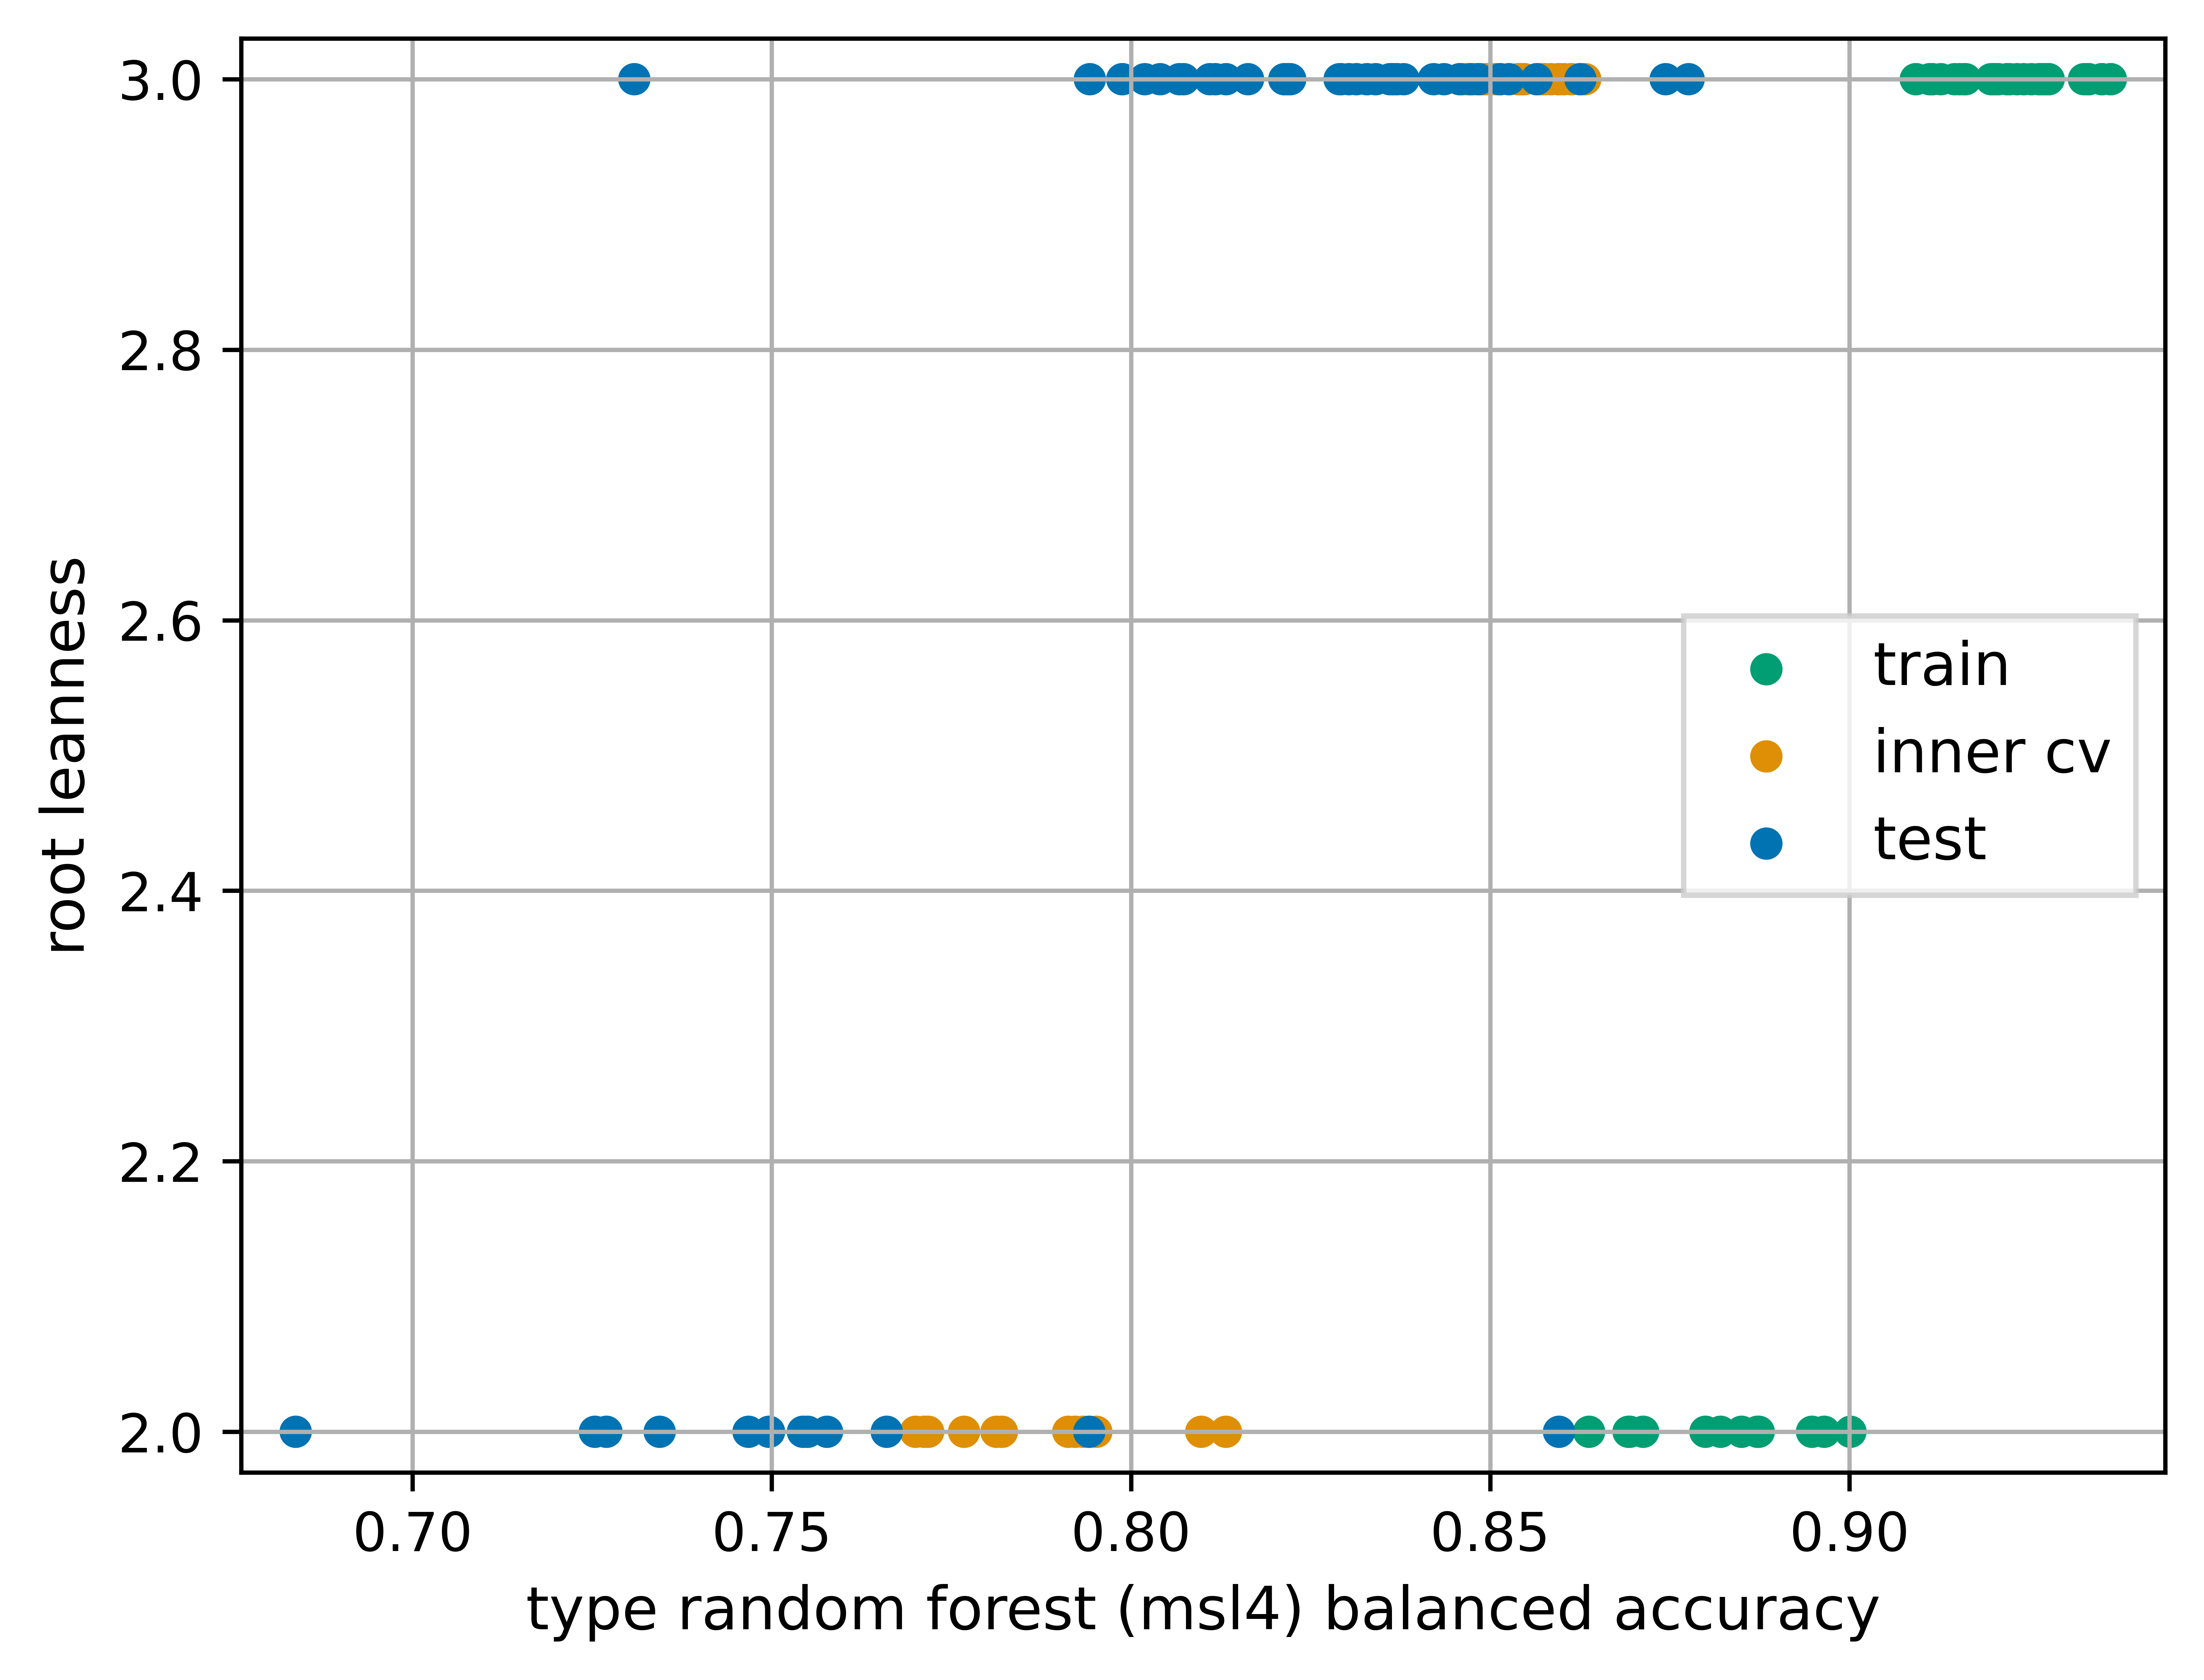 3.0
2.8
2.6
2.4
2.2
2.0
root leanness
train
inner cv
test
0.70 0.75 0.80 0.85 0.90
type random forest (msl4) balanced accuracy